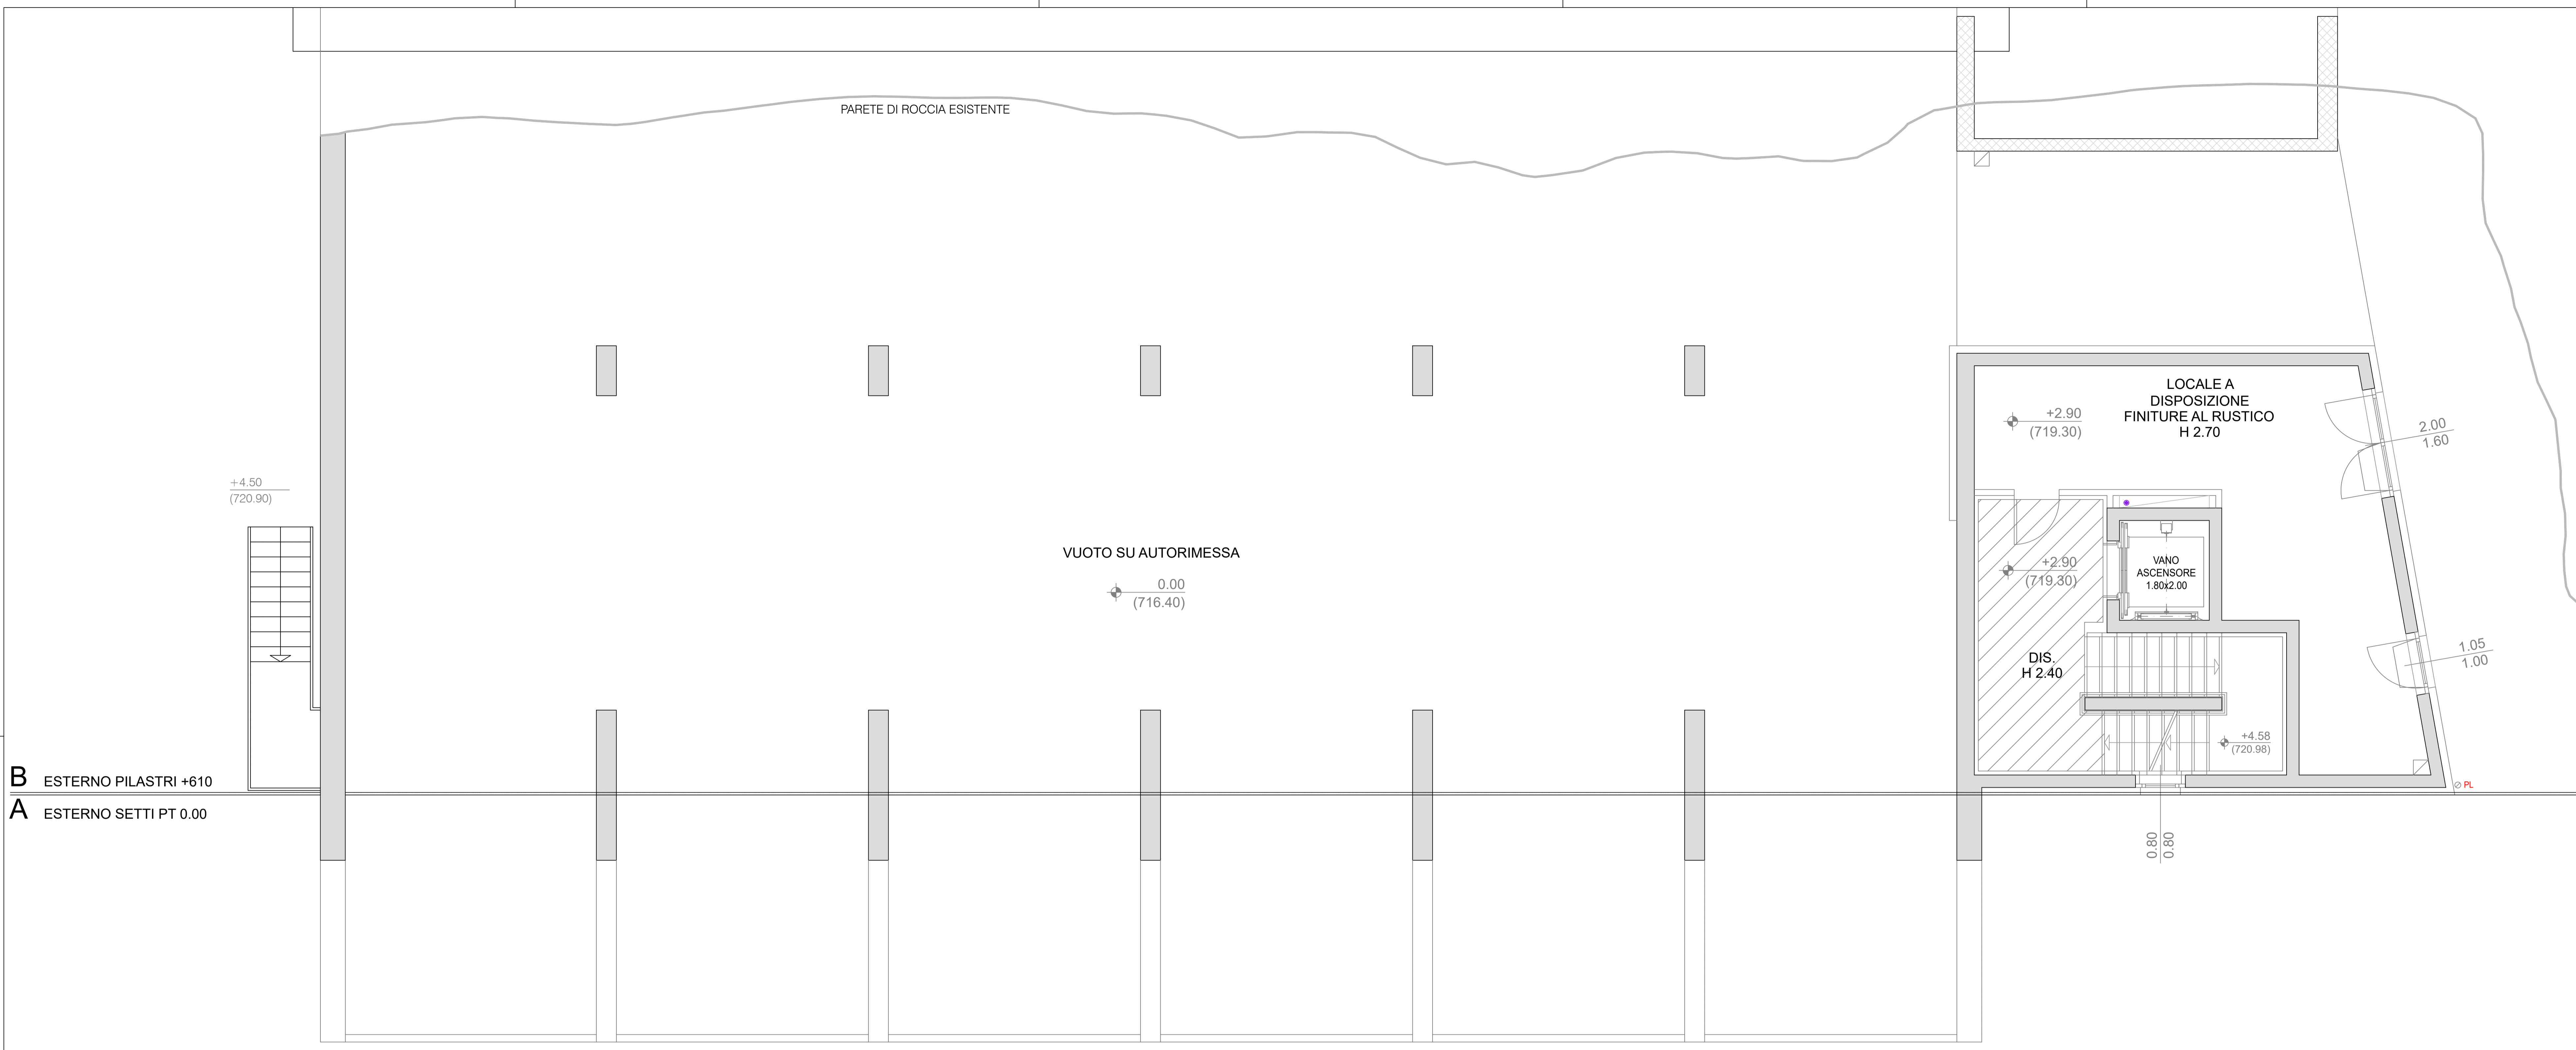 PARETE DI ROCCIA ESISTENTE
LOCALE A
DISPOSIZIONE
FINITURE AL RUSTICO
H 2.70
+2.90
(719.30)
2.00
1.60
+4.50
(720.90)
VUOTO SU AUTORIMESSA
0.00
(716.40)
+2.90
(719.30)
VANO
ASCENSORE
1.80x2.00
DIS.
H 2.40
1.05
1.00
+4.58
(720.98)
B ESTERNO PILASTRI +610
A ESTERNO SETTI PT 0.00
⌀ PL
0.80
0.80